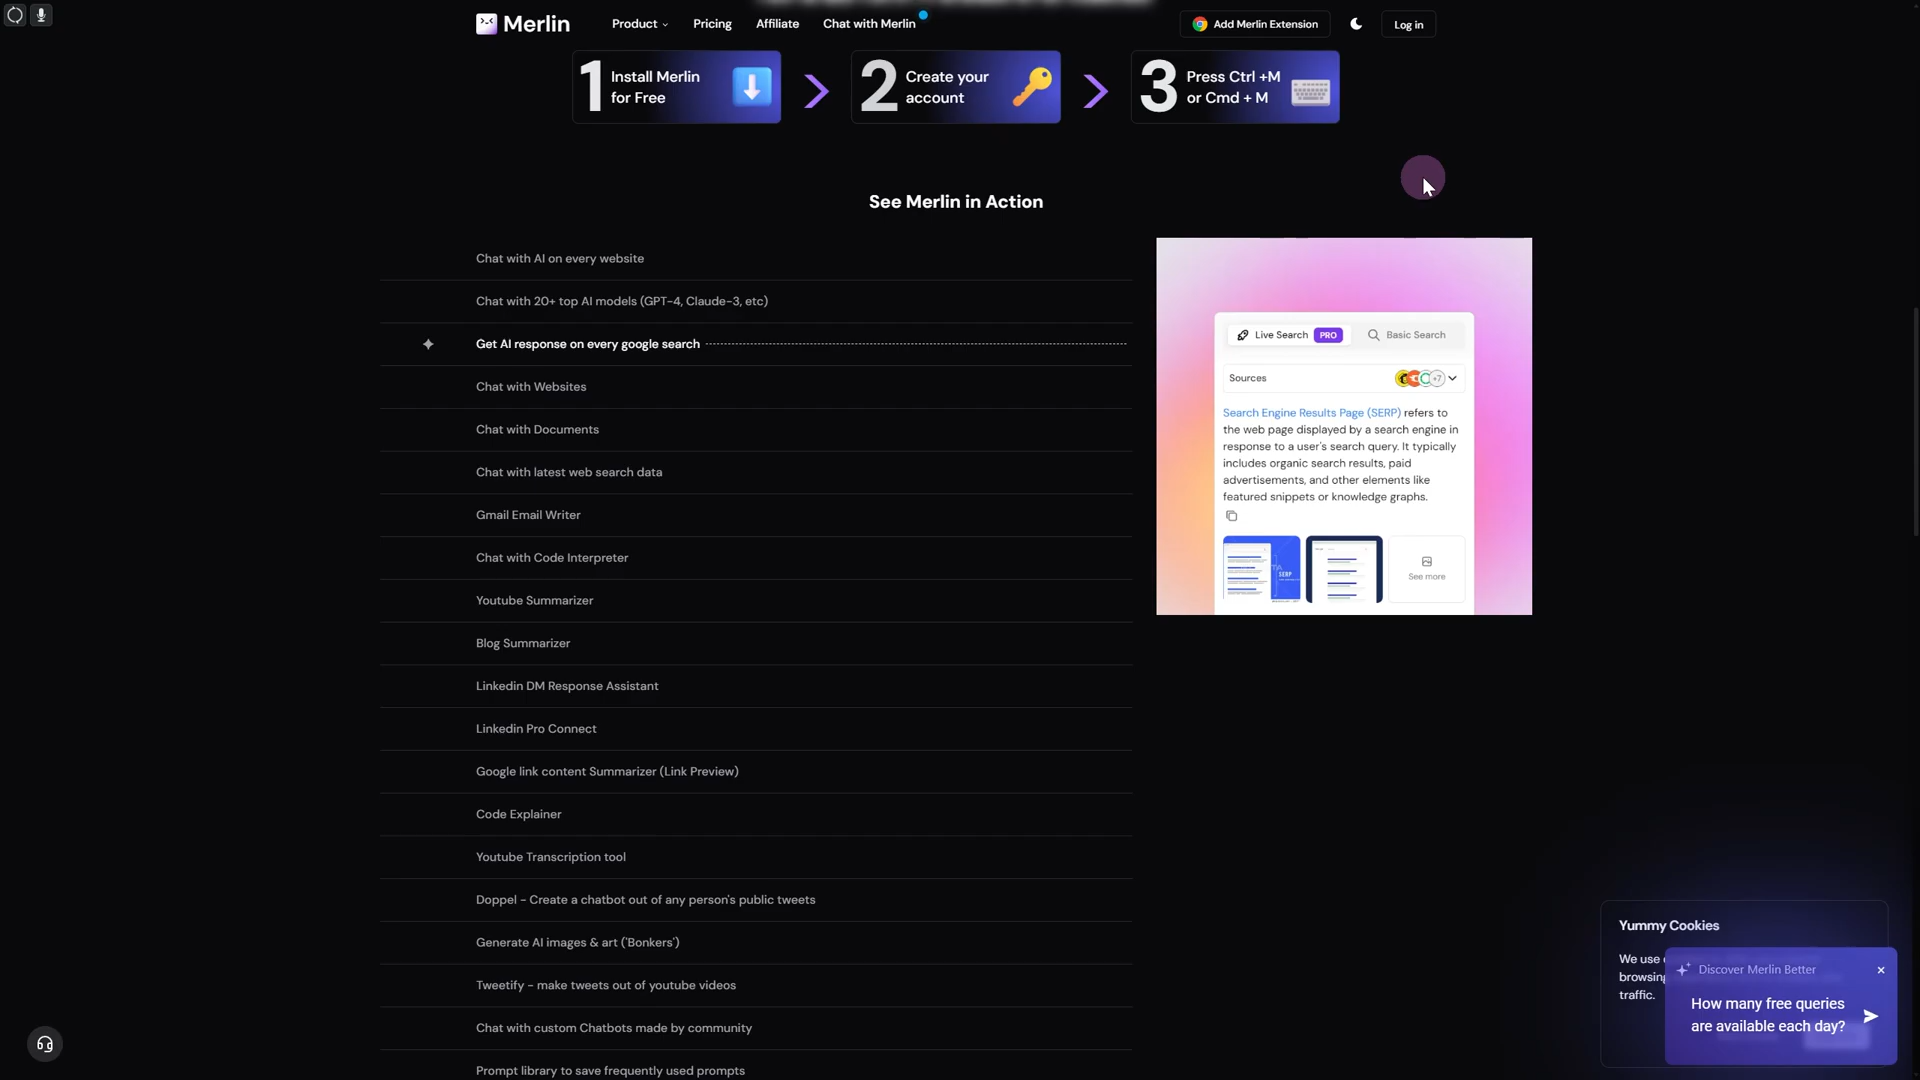 Merlin
Product
Pricing
Affiliate
Chat with Merlin
Add Merlin Extension
Log in
1
Install Merlin
for Free
2
Create your
account
3
Press Ctrl +M
or Cmd + M
See Merlin in Action
Chat with AI on every website
Chat with 20+ top AI models (GPT-4, Claude-3, etc)
Get AI response on every google search
Chat with Websites
Chat with Documents
Chat with latest web search data
Gmail Email Writer
Chat with Code Interpreter
Youtube Summarizer
Blog Summarizer
Linkedin DM Response Assistant
Linkedin Pro Connect
Google link content Summarizer (Link Preview)
Code Explainer
Youtube Transcription tool
Doppel - Create a chatbot out of any person's public tweets
Generate AI images & art ('Bonkers')
Tweetify - make tweets out of youtube videos
Chat with custom Chatbots made by community
Prompt library to save frequently used prompts
Live Search PRO
Basic Search
Sources
+7
Search Engine Results Page (SERP) refers to
the web page displayed by a search engine in
response to a user's search query. It typically
includes organic search results, paid
advertisements, and other elements like
featured snippets or knowledge graphs.
SERP
See more
Yummy Cookies
We use
browsing
traffic.
Discover Merlin Better
How many free queries
are available each day?